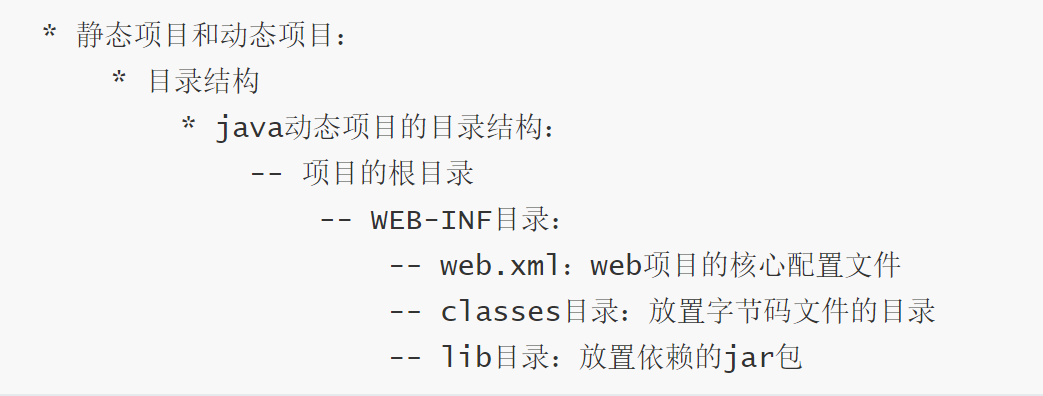 * 静态项目和动态项目：
* 目录结构
* java动态项目的目录结构：
-- 项目的根目录
-- WEB-INF目录：
-- web.xml：web项目的核心配置文件
-- classes目录：放置字节码文件的目录
-- lib目录：放置依赖的jar包